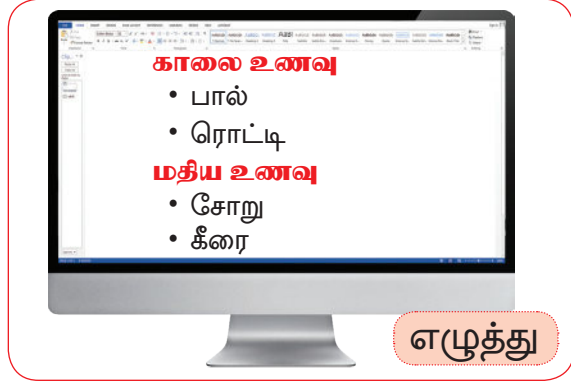 காலை உணவு
• பால்
• ரொட்டி
மதிய உணவு
• சோறு
• கீரை
எழுத்து